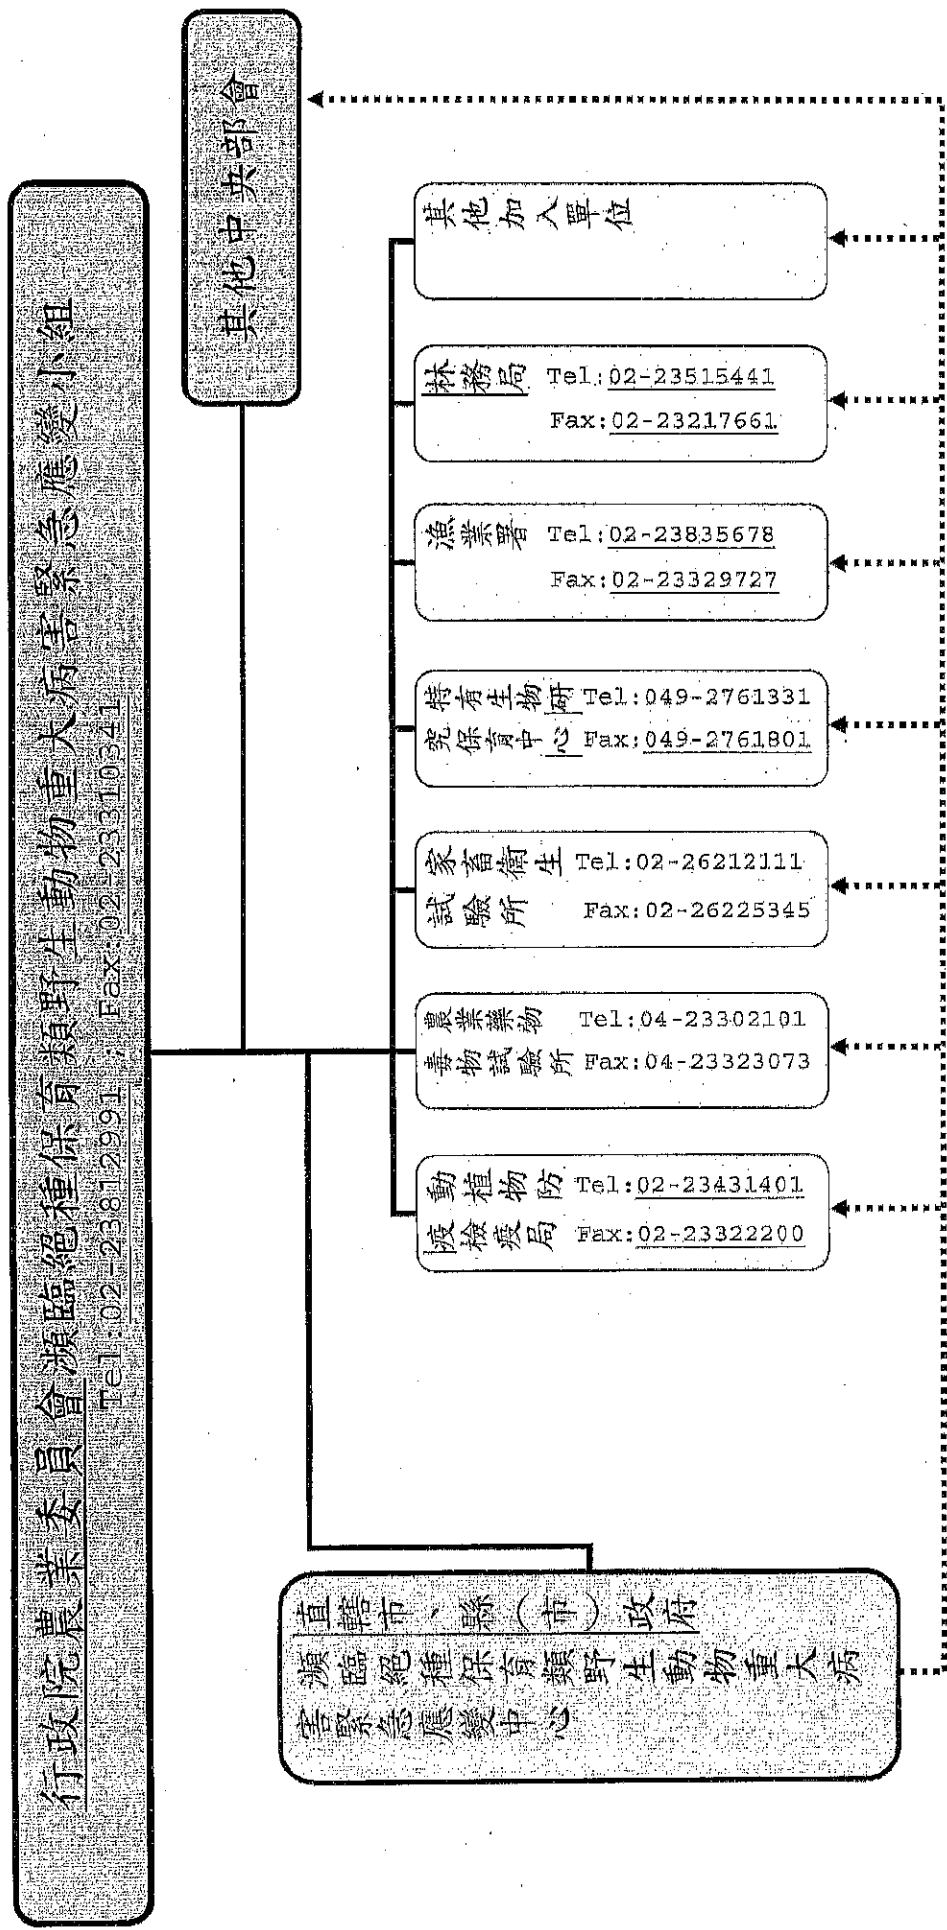 行政院農業委員會瀕臨絕種保育類野生動物重大病害緊急應變小組
Tel:02-23812991；Fax:02-23310341
其他中央部會
直轄市、縣（市）政府
瀕臨絕種保育類野生動物重大病
害緊急應變中心
動植物防 Tel:02-23431401
疫檢疫局 Fax:02-23322200
農業藥物 Tel:04-23302101
毒物試驗所 Fax:04-23323073
家畜衛生 Tel:02-26212111
試驗所 Fax:02-26225345
特有生物研 Tel:049-2761331
究保育中心 Fax:049-2761801
漁業署 Tel:02-23835678
Fax:02-23329727
林務局 Tel:02-23515441
Fax:02-23217661
其他加入單位